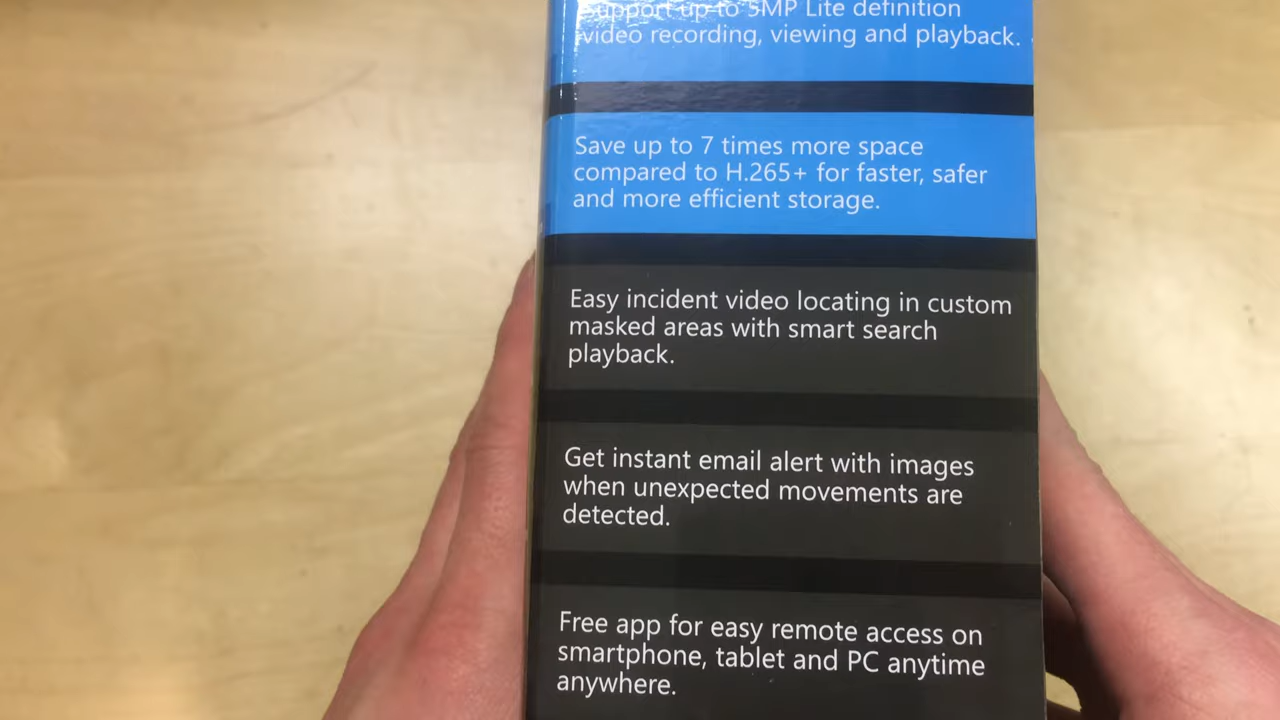 Support up to 5MP Lite definition
video recording, viewing and playback.
Save up to 7 times more space
compared to H.265+ for faster, safer
and more efficient storage.
Easy incident video locating in custom
masked areas with smart search
playback.
Get instant email alert with images
when unexpected movements are
detected.
Free app for easy remote access on
smartphone, tablet and PC anytime
anywhere.